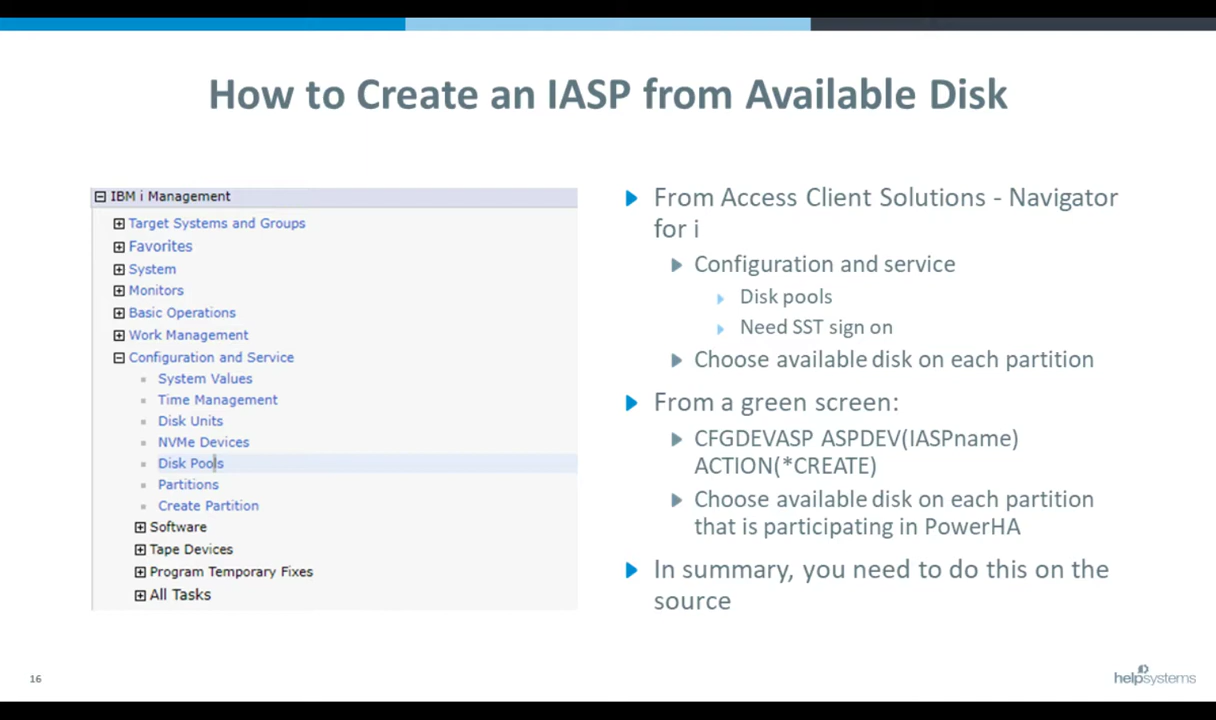 How to Create an IASP from Available Disk
IBM i Management
Target Systems and Groups
Favorites
System
Monitors
Basic Operations
Work Management
Configuration and Service
System Values
Time Management
Disk Units
NVMe Devices
Disk Pools
Partitions
Create Partition
Software
Tape Devices
Program Temporary Fixes
All Tasks
From Access Client Solutions - Navigator
for i
Configuration and service
Disk pools
Need SST sign on
Choose available disk on each partition
From a green screen:
CFGDEVASP ASPDEV(IASPname)
ACTION(*CREATE)
Choose available disk on each partition
that is participating in PowerHA
In summary, you need to do this on the
source
16
helpsystems